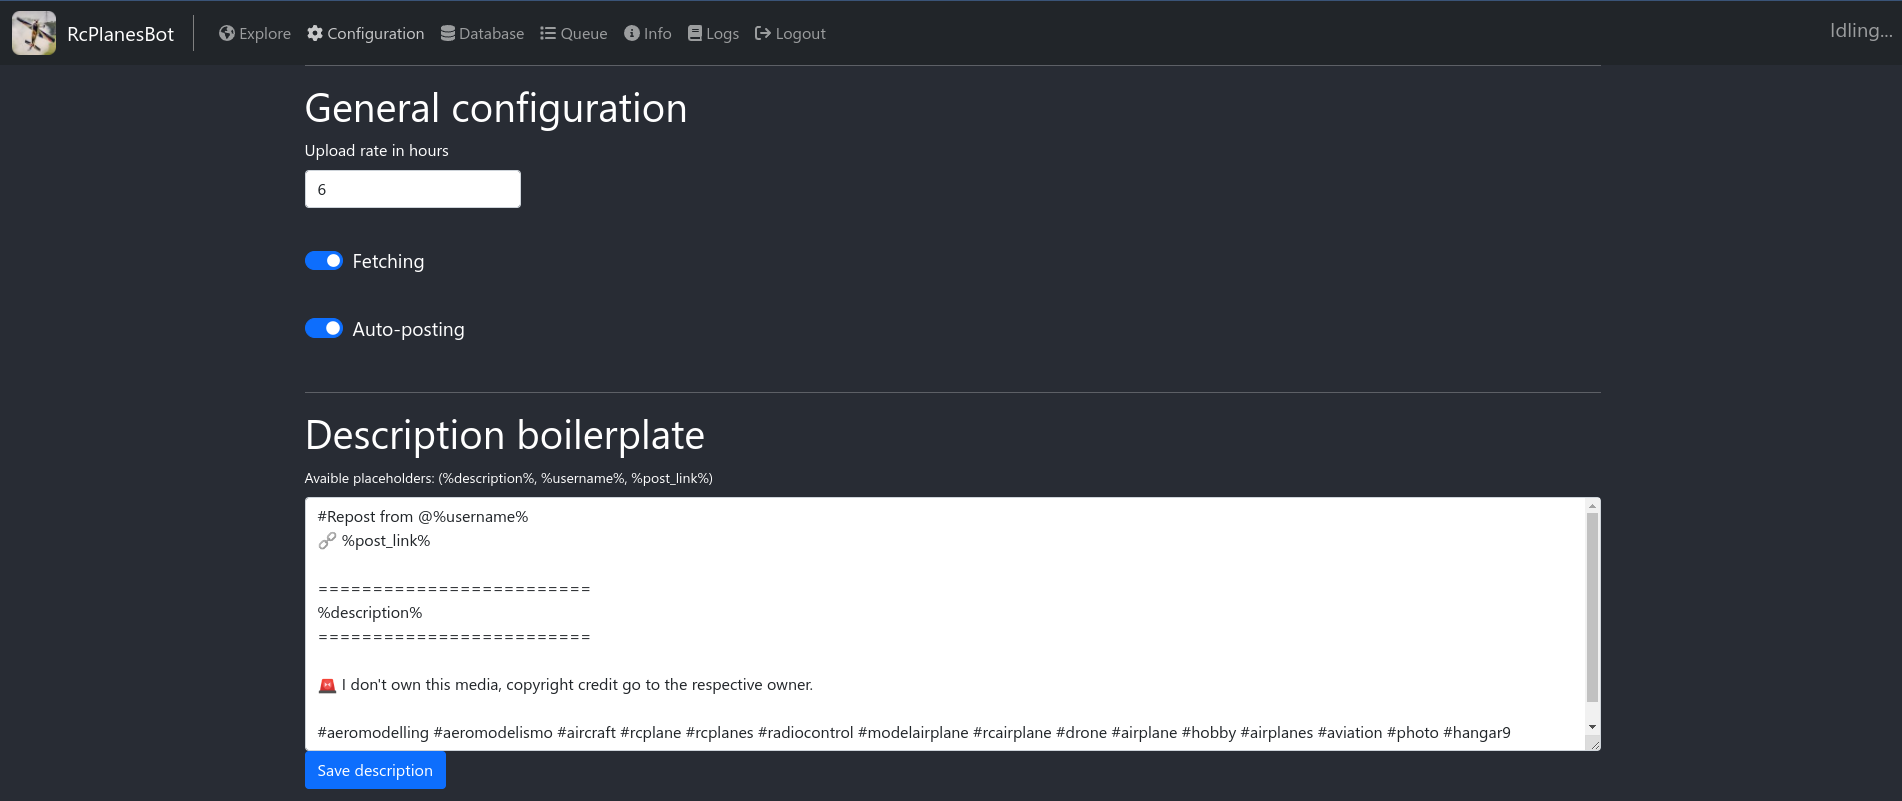 RcPlanesBot
Explore
Configuration
Database
Queue
Info
Logs
Logout
Idling...
General configuration
Upload rate in hours
6
Fetching
Auto-posting
Description boilerplate
Avaible placeholders: (%description%, %username%, %post_link%)
#Repost from @%username%
🔗 %post_link%
=========================
%description%
=========================
🚨 I don't own this media, copyright credit go to the respective owner.
#aeromodelling #aeromodelismo #aircraft #rcplane #rcplanes #radiocontrol #modelairplane #rcairplane #drone #airplane #hobby #airplanes #aviation #photo #hangar9
Save description